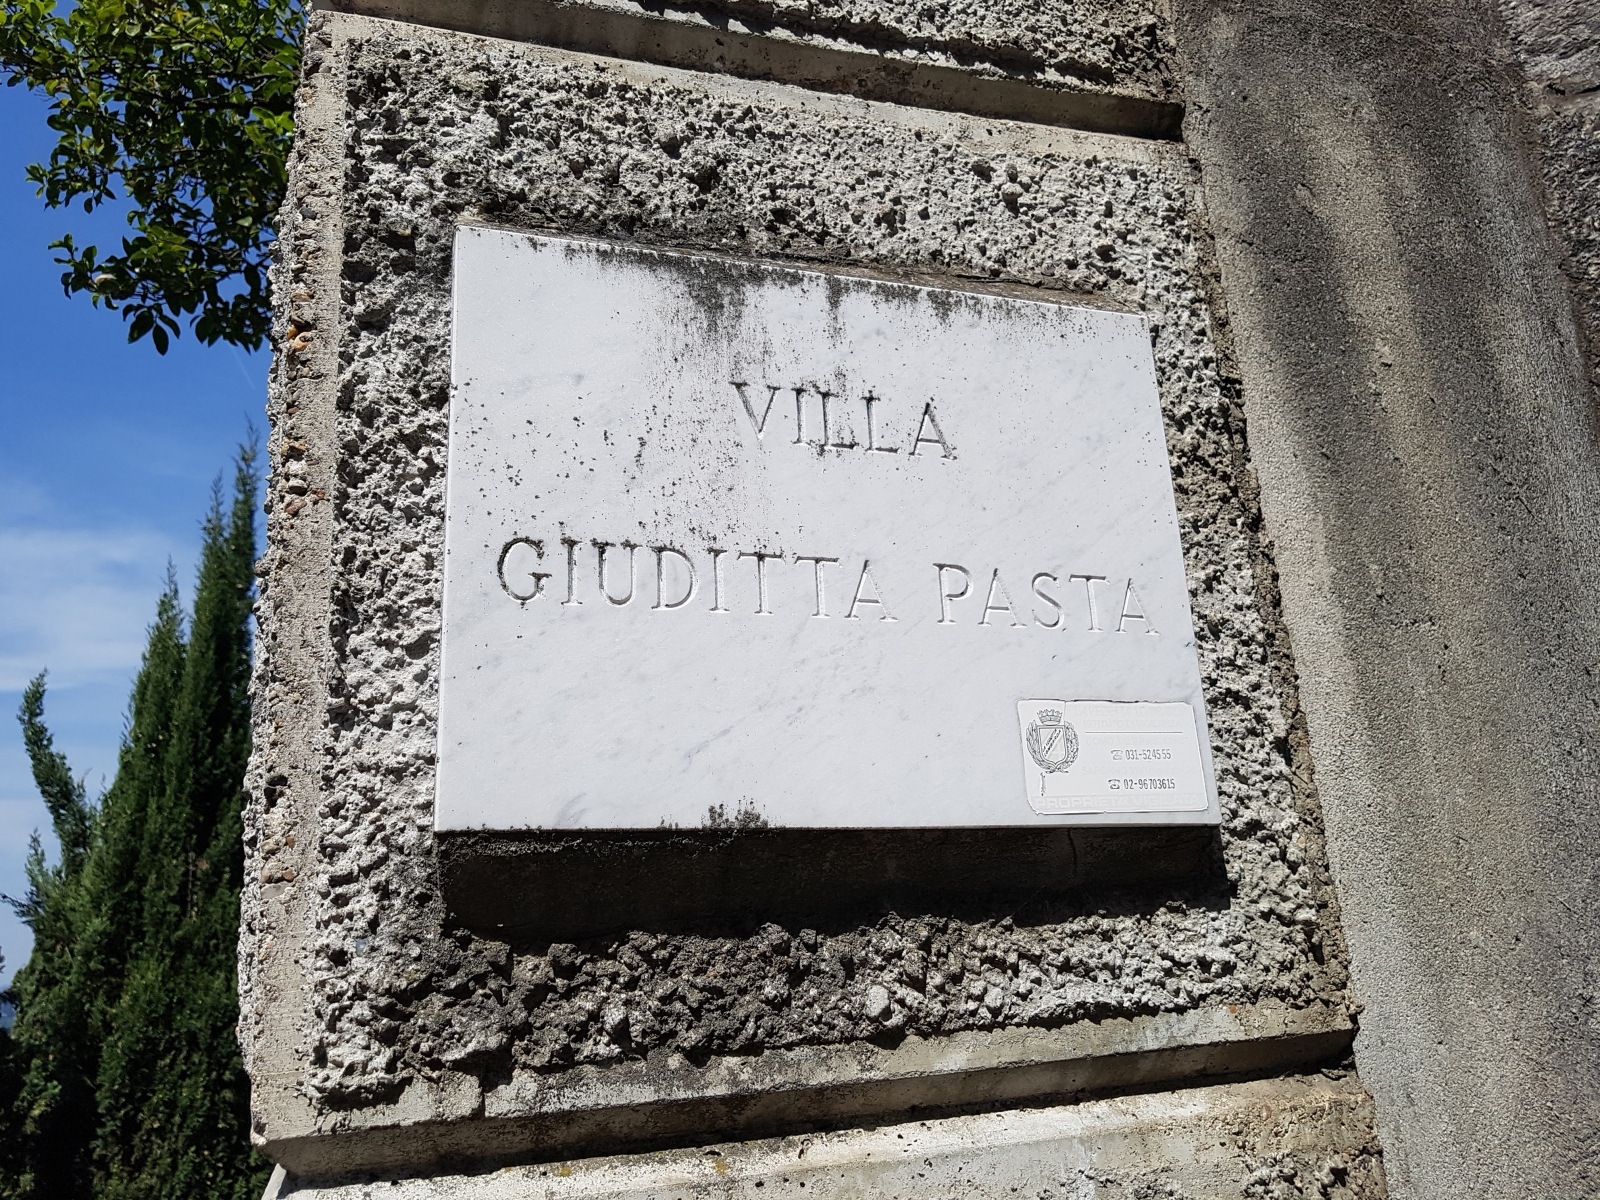 VILLA
GIUDITTA PASTA
☏ 031-524555
☏ 02-96703615